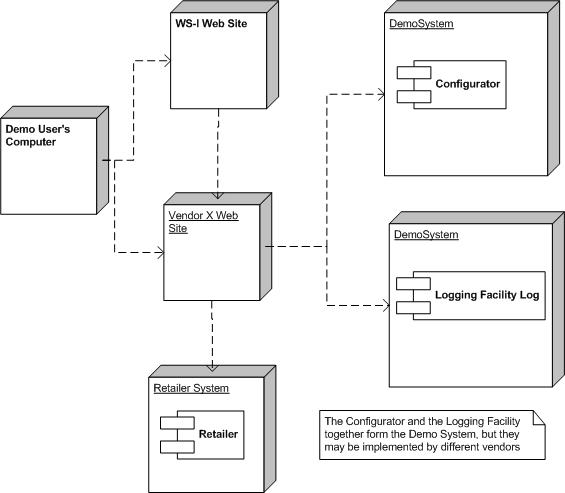 WS-I Web Site
DemoSystem
Configurator
Demo User's
Computer
Vendor X Web
Site
DemoSystem
Logging Facility Log
Retailer System
Retailer
The Configurator and the Logging Facility
together form the Demo System, but they
may be implemented by different vendors